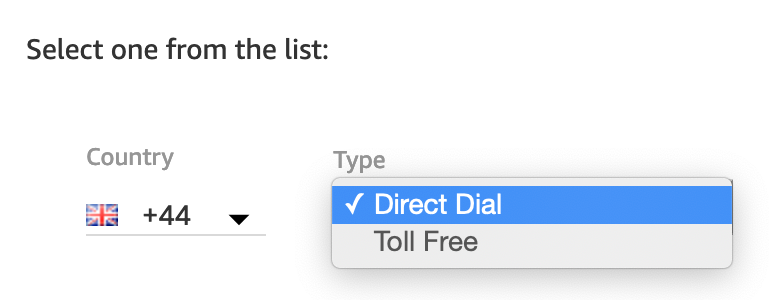 Select one from the list:
Country
Type
+44
✓ Direct Dial
Toll Free